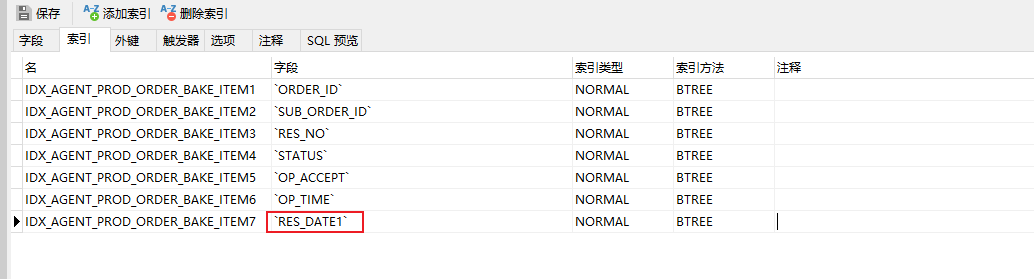 保存 添加索引 删除索引
字段 索引 外键 触发器 选项 注释 SQL 预览
名 字段 索引类型 索引方法 注释
IDX_AGENT_PROD_ORDER_BAKE_ITEM1 `ORDER_ID` NORMAL BTREE
IDX_AGENT_PROD_ORDER_BAKE_ITEM2 `SUB_ORDER_ID` NORMAL BTREE
IDX_AGENT_PROD_ORDER_BAKE_ITEM3 `RES_NO` NORMAL BTREE
IDX_AGENT_PROD_ORDER_BAKE_ITEM4 `STATUS` NORMAL BTREE
IDX_AGENT_PROD_ORDER_BAKE_ITEM5 `OP_ACCEPT` NORMAL BTREE
IDX_AGENT_PROD_ORDER_BAKE_ITEM6 `OP_TIME` NORMAL BTREE
IDX_AGENT_PROD_ORDER_BAKE_ITEM7 `RES_DATE1` NORMAL BTREE